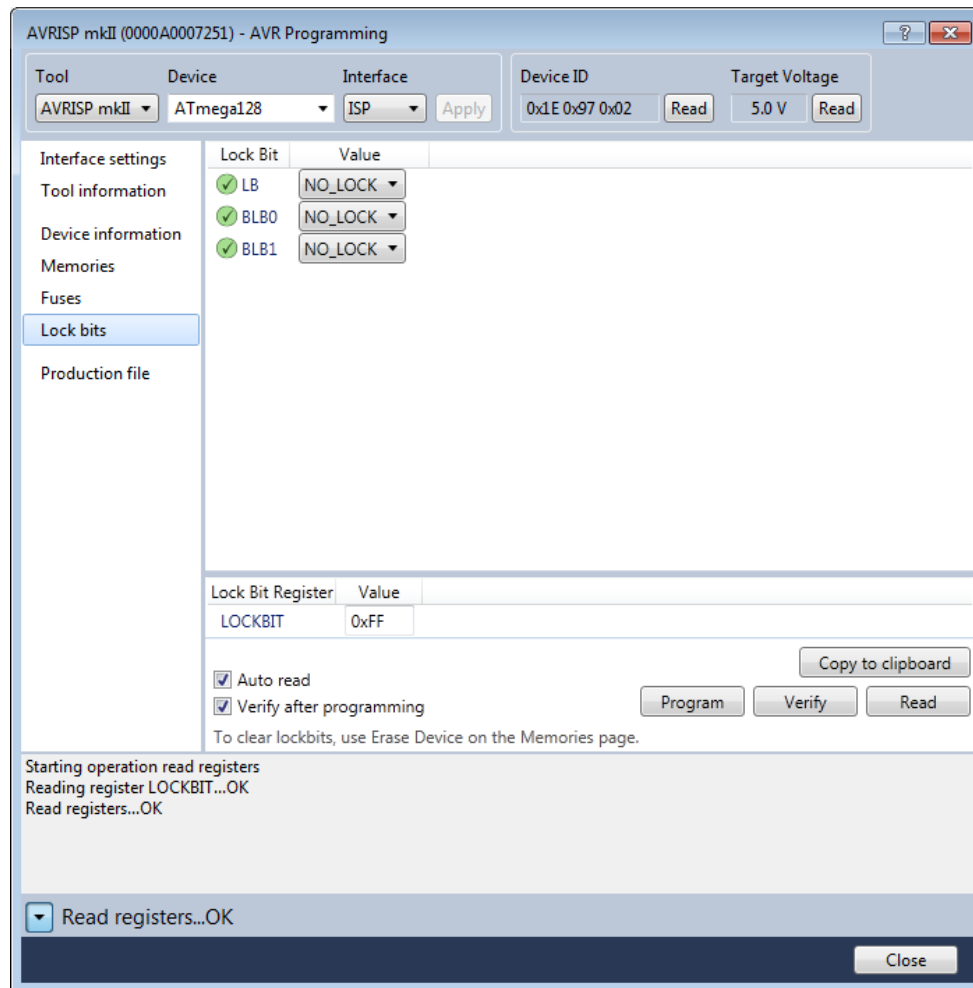 AVRISP mkII (0000A0007251) - AVR Programming
Tool Device Interface Device ID Target Voltage
AVRISP mkII ATmega128 ISP Apply 0x1E 0x97 0x02 Read 5.0 V Read
Interface settings
Tool information
Device information
Memories
Fuses
Lock bits
Production file
Lock Bit Value
LB NO_LOCK
BLB0 NO_LOCK
BLB1 NO_LOCK
Lock Bit Register Value
LOCKBIT 0xFF
Copy to clipboard
Auto read
Verify after programming
Program Verify Read
To clear lockbits, use Erase Device on the Memories page.
Starting operation read registers
Reading register LOCKBIT...OK
Read registers...OK
Read registers...OK
Close